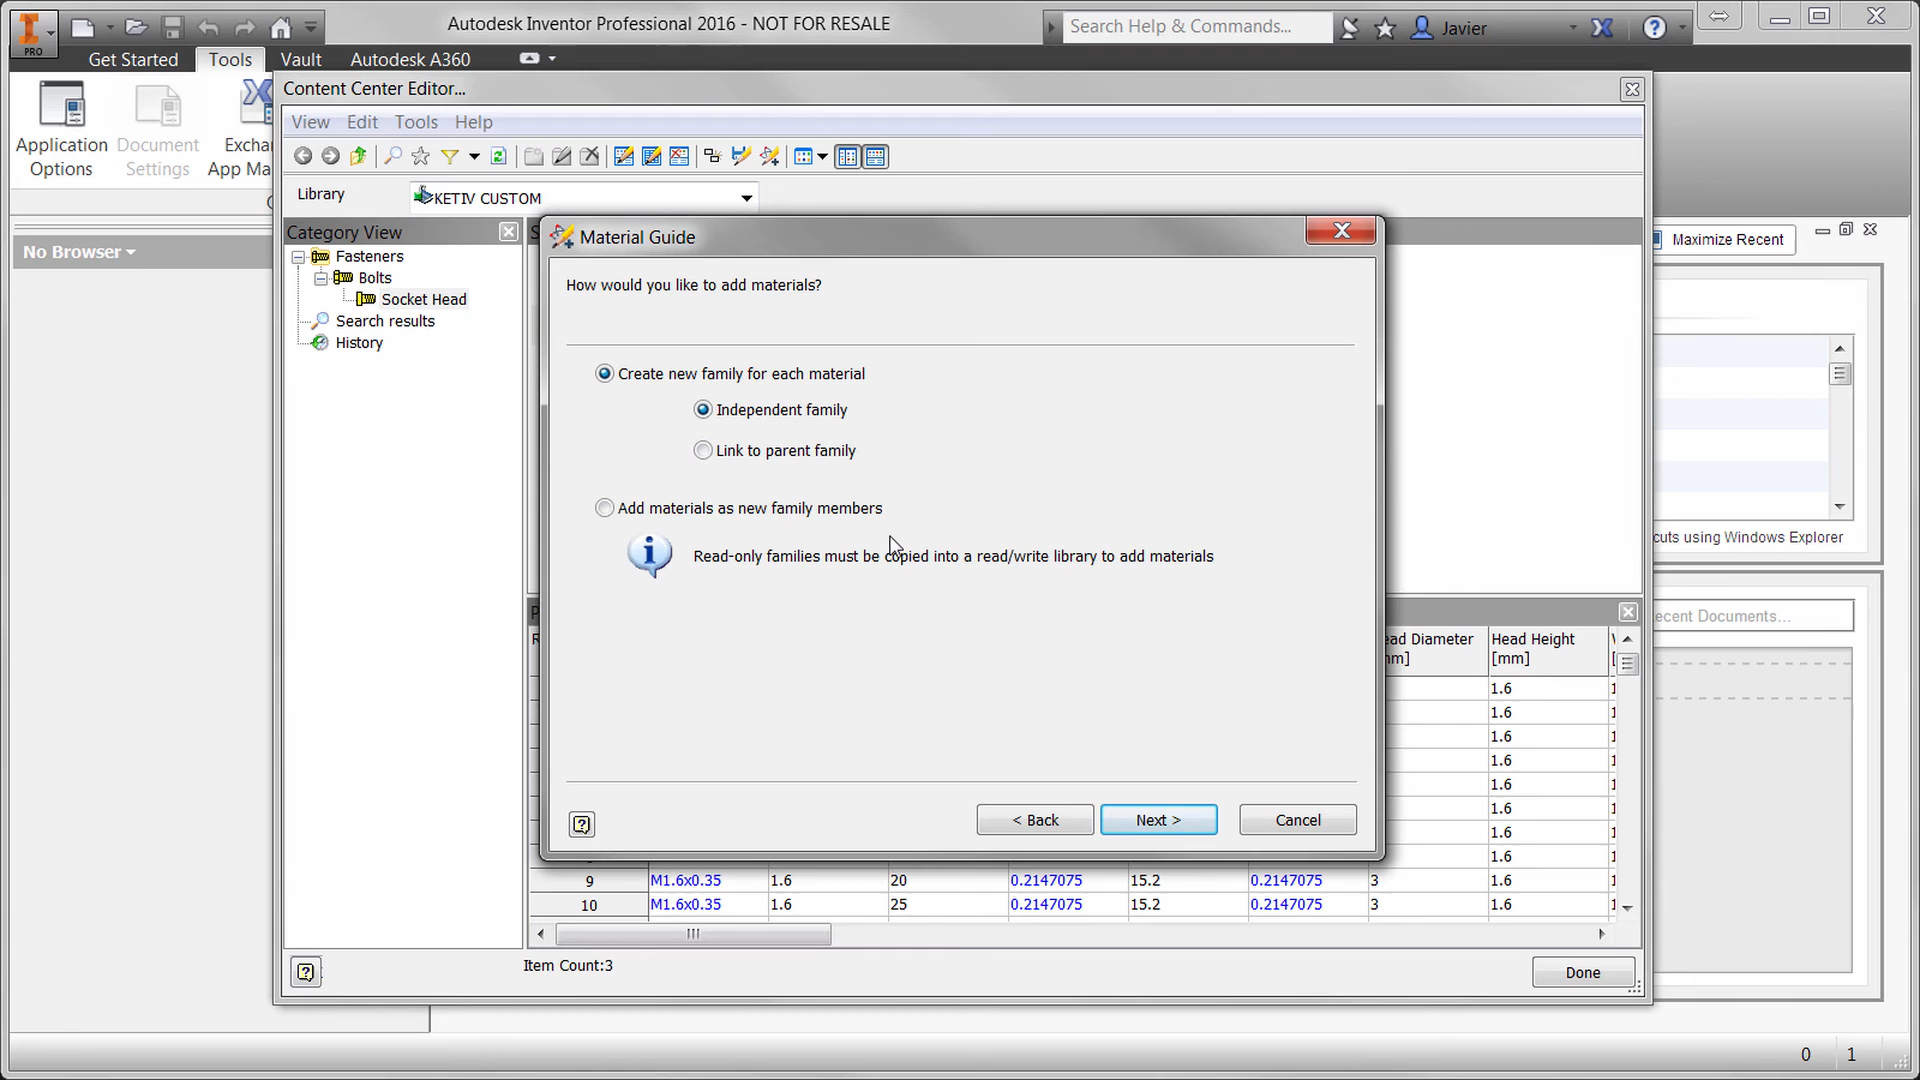 Autodesk Inventor Professional 2016 - NOT FOR RESALE
Search Help & Commands...
Javier
PRO
Get Started
Tools
Vault
Autodesk A360
Application
Options
Document
Settings
Excha
App Ma
Content Center Editor...
View
Edit
Tools
Help
Library
KETIV CUSTOM
No Browser
Category View
Fasteners
Bolts
Socket Head
Search results
History
Maximize Recent
Material Guide
How would you like to add materials?
Create new family for each material
Independent family
Link to parent family
Add materials as new family members
Read-only families must be copied into a read/write library to add materials
< Back
Next >
Cancel
cuts using Windows Explorer
ecent Documents...
ead Diameter
mm]
Head Height
[mm]
1.6
1.6
1.6
1.6
1.6
1.6
1.6
1.6
9 M1.6x0.35 1.6 20 0.2147075 15.2 0.2147075 3 1.6
10 M1.6x0.35 1.6 25 0.2147075 15.2 0.2147075 3 1.6
Item Count:3
Done
0 1